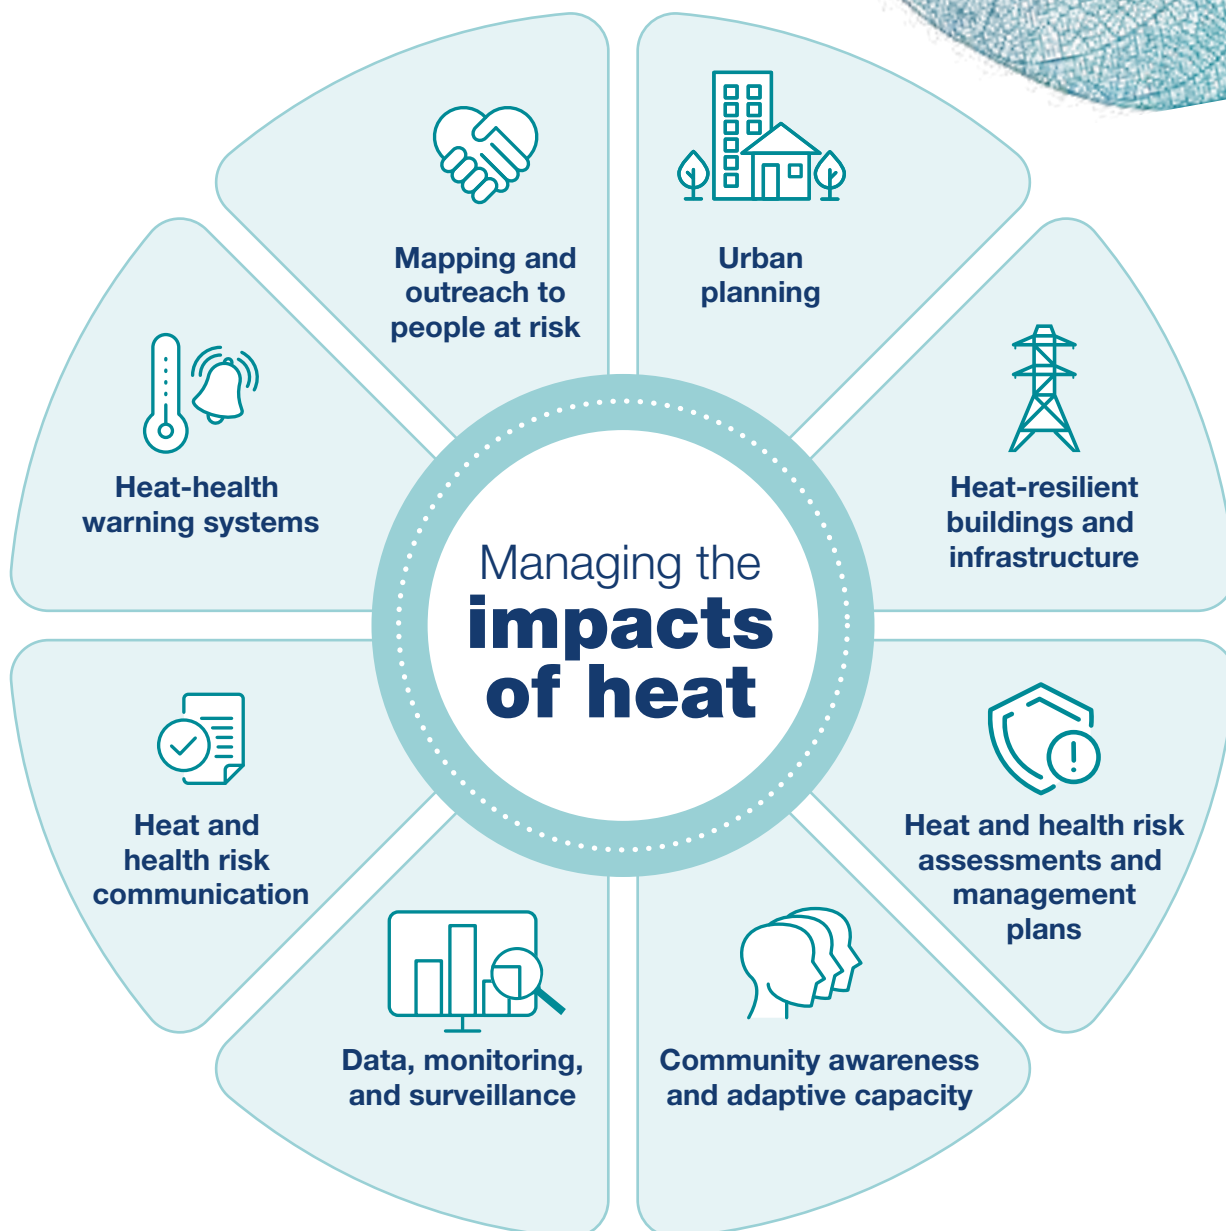 Mapping and
outreach to
people at risk
Urban
planning
Heat-resilient
buildings and
infrastructure
Heat and health risk
assessments and
management
plans
Community awareness
and adaptive capacity
Data, monitoring,
and surveillance
Heat and
health risk
communication
Heat-health
warning systems
Managing the
impacts
of heat